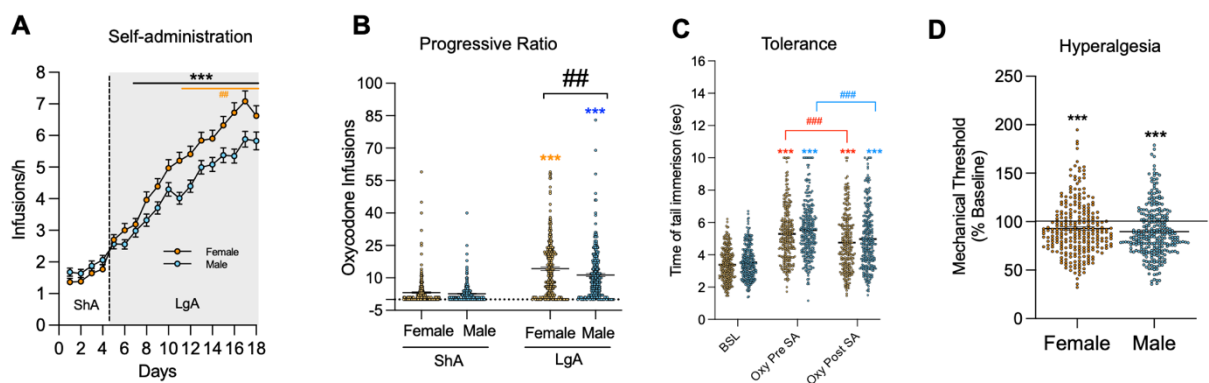 A
Self-administration
8
7
6
5
4
3
2
1
0
***
##
Infusions/h
Female
Male
ShA
LgA
0 2 4 6 8 10 12 14 16 18
Days
B
Progressive Ratio
100
85
70
55
40
25
10
-5
##
***
***
Oxycodone Infusions
Female Male Female Male
ShA LgA
C
Tolerance
16
14
12
10
8
6
4
2
0
###
###
*** *** *** ***
Time of tail immerison (sec)
BSL
Oxy Pre SA
Oxy Post SA
D
Hyperalgesia
250
200
150
100
50
0
*** ***
Mechanical Threshold
(% Baseline)
Female Male